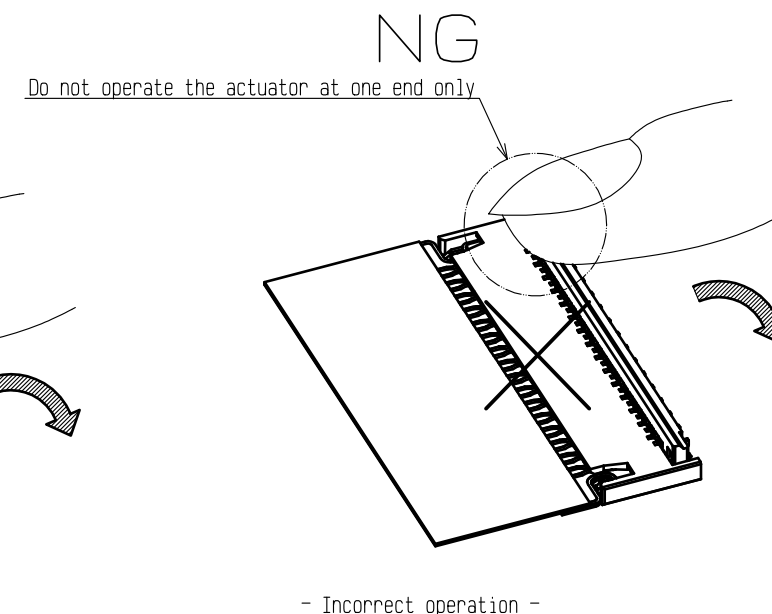 NG
Do not operate the actuator at one end only
- Incorrect operation -